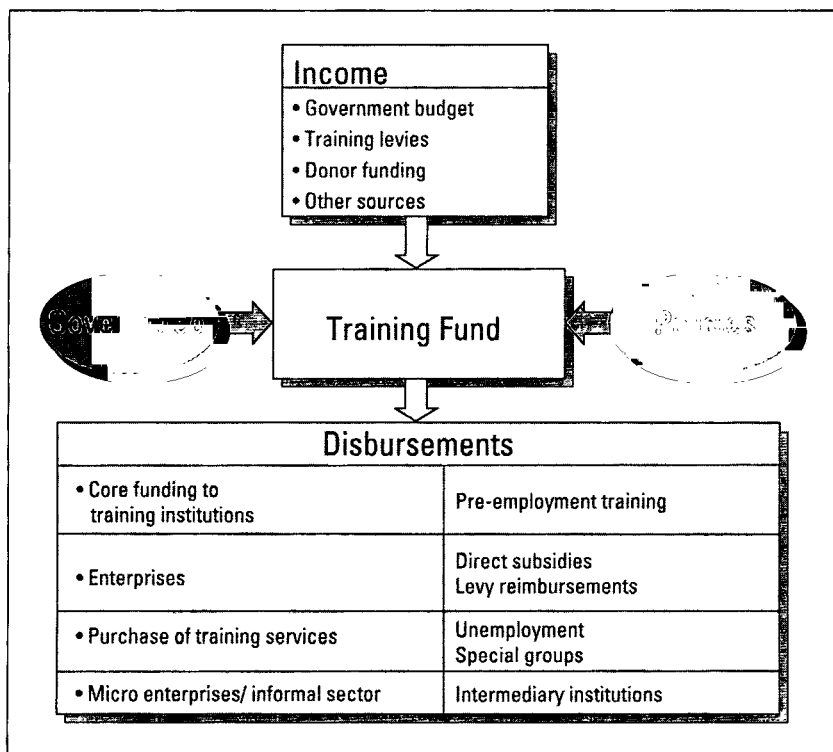 Income
• Government budget
• Training levies
• Donor funding
• Other sources
Training Fund
Disbursements
• Core funding to
training institutions
Pre-employment training
• Enterprises
Direct subsidies
Levy reimbursements
• Purchase of training services
Unemployment
Special groups
• Micro enterprises/ informal sector
Intermediary institutions